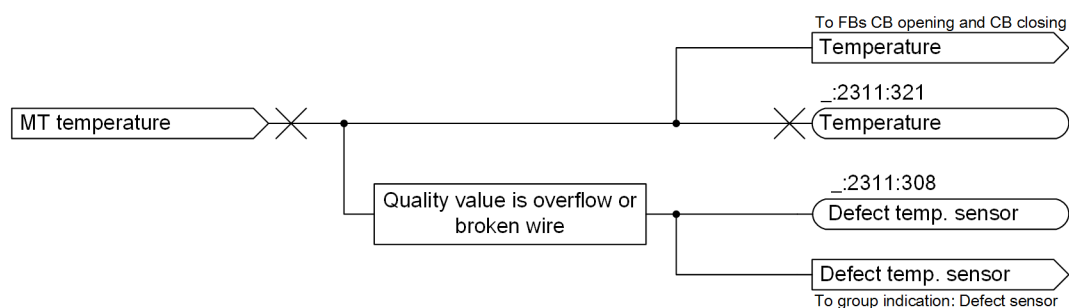 To FBs CB opening and CB closing
Temperature
_:2311:321
MT temperature
Temperature
_:2311:308
Quality value is overflow or
broken wire
Defect temp. sensor
Defect temp. sensor
To group indication: Defect sensor